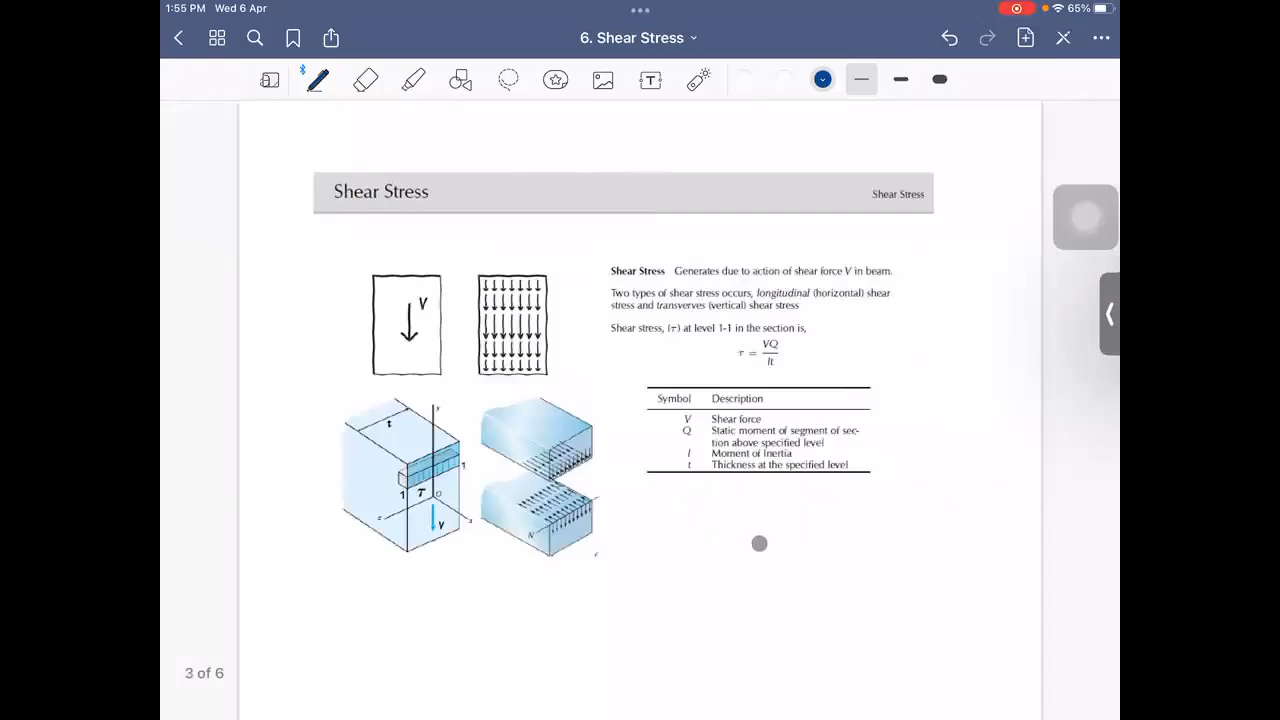 1:55 PM Wed 6 Apr
65%
6. Shear Stress
T
Shear Stress
Shear Stress
V
Shear Stress Generates due to action of shear force V in beam.
Two types of shear stress occurs, longitudinal (horizontal) shear
stress and transverves (vertical) shear stress
Shear stress, (τ) at level 1-1 in the section is,
τ = VQ / It
Symbol Description
V Shear force
Q Static moment of segment of sec-
tion above specified level
I Moment of Inertia
t Thickness at the specified level
t
y
1
1
τ
O
z
x
V
N
3 of 6